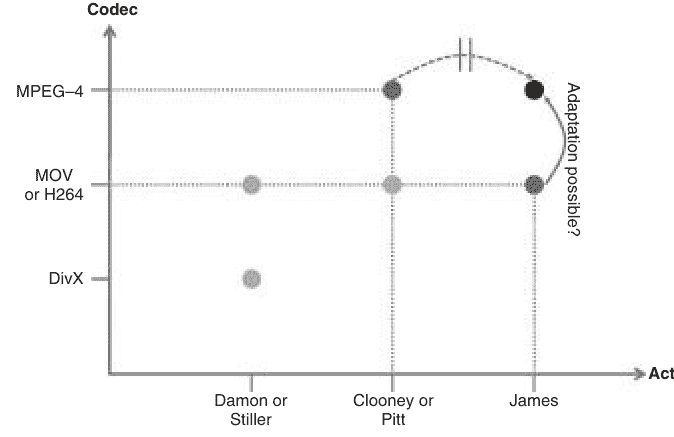 Codec
MPEG–4
MOV
or H264
DivX
Adaptation possible?
Act
Damon or
Stiller
Clooney or
Pitt
James